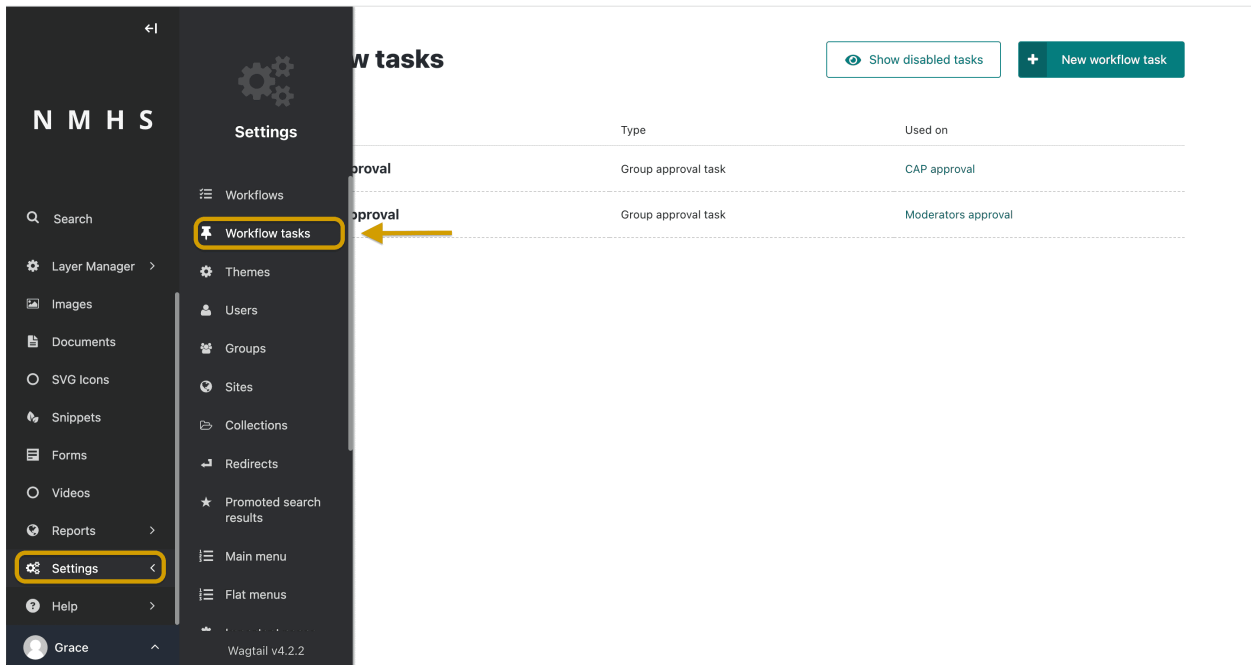 N M H S
Search
Layer Manager
Images
Documents
SVG Icons
Snippets
Forms
Videos
Reports
Settings
Help
Grace
Settings
Workflows
Workflow tasks
Themes
Users
Groups
Sites
Collections
Redirects
Promoted search
results
Main menu
Flat menus
Wagtail v4.2.2
w tasks
Show disabled tasks
New workflow task
Type
Used on
proval
Group approval task
CAP approval
pproval
Group approval task
Moderators approval